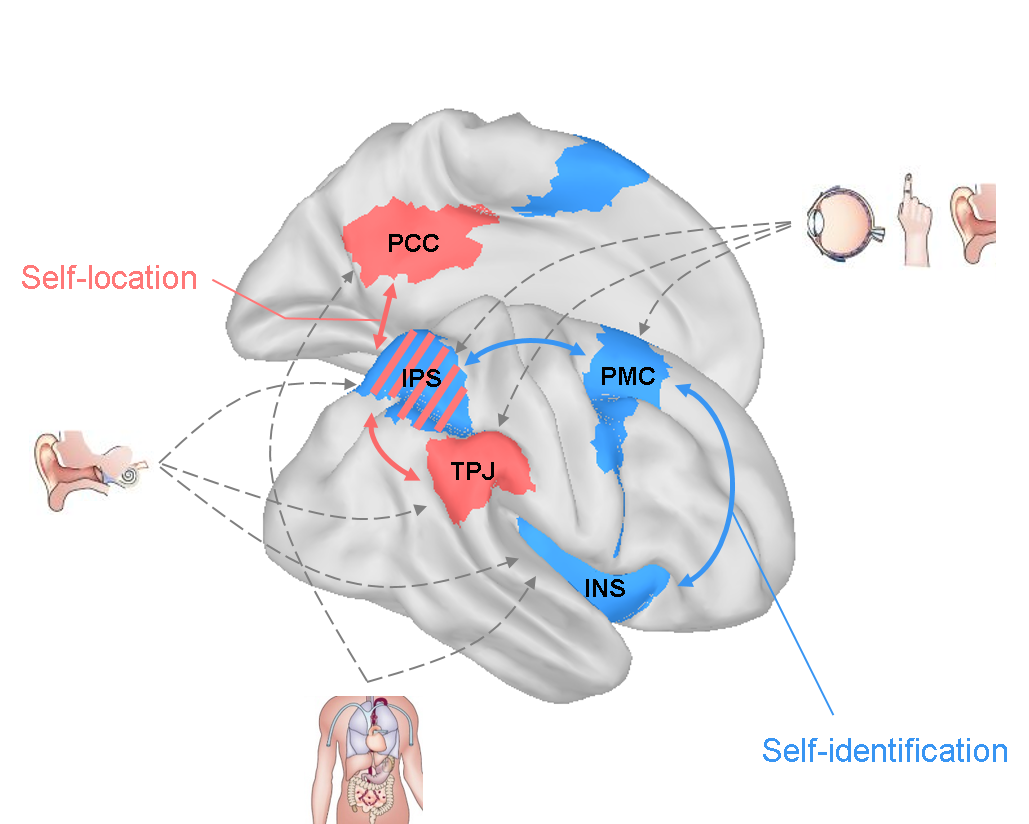 PCC
Self-location
IPS
PMC
TPJ
INS
Self-identification